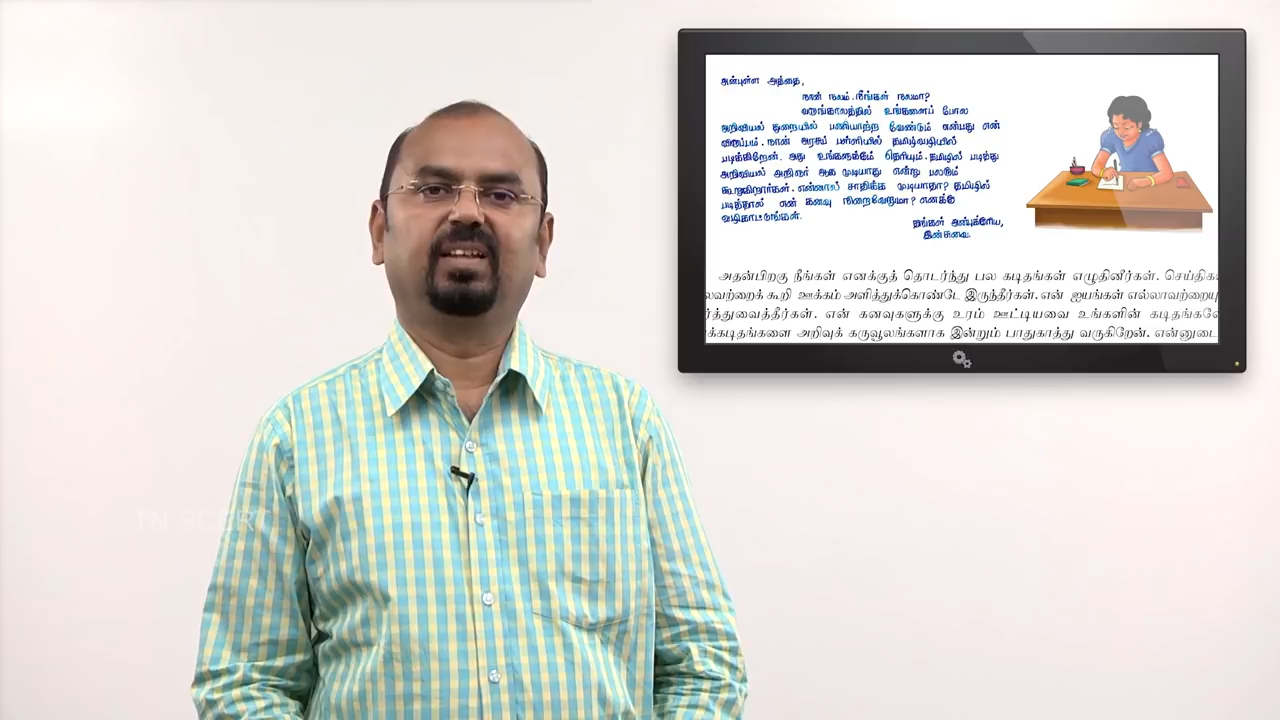 அன்புள்ள அத்தை,
நான் நலம். நீங்கள் நலமா?
வருங்காலத்தில் உங்களைப் போல
அறிவியல் துறையில் பணியாற்ற வேண்டும் என்பது என்
விருப்பம். நான் அரசுப் பள்ளியில் தமிழ்வழியில்
படிக்கிறேன். அது உங்களுக்கும் தெரியும். தமிழில் படித்து
அறிவியல் அறிஞர் ஆக முடியாது என்று பலரும்
கூறுகிறார்கள். என்னால் சாதிக்க முடியாதா? தமிழில்
படித்தால் என் கனவு நிறைவேறுமா? எனக்கு
வழிகாட்டுங்கள்.
உங்கள் அன்புக்குரிய,
இன்சுவை.
அதன்பிறகு நீங்கள் எனக்குத் தொடர்ந்து பல கடிதங்கள் எழுதினீர்கள். செய்திகள்
லவற்றைக் கூறி ஊக்கம் அளித்துக்கொண்டே இருந்தீர்கள். என் ஐயங்கள் எல்லாவற்றையு
ர்த்துவைத்தீர்கள். என் கனவுகளுக்கு உரம் ஊட்டியவை உங்களின் கடிதங்களே
க்கடிதங்களை அறிவுக் கருவூலங்களாக இன்றும் பாதுகாத்து வருகிறேன். என்னுடை
TN SCERT